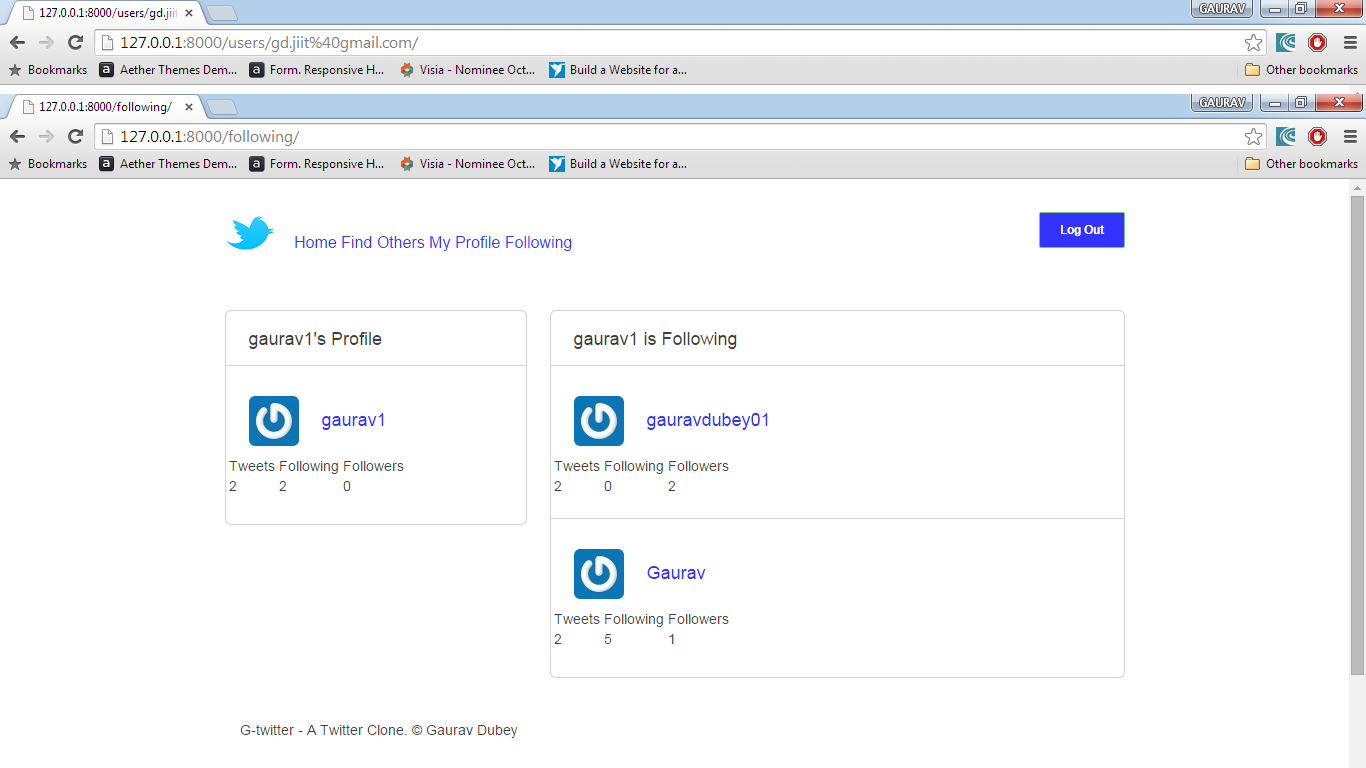 127.0.0.1:8000/users/gd.jiit
GAURAV
127.0.0.1:8000/users/gd.jiit%40gmail.com/
Bookmarks Aether Themes Dem... Form. Responsive H... Visia - Nominee Oct... Build a Website for a... Other bookmarks
127.0.0.1:8000/following/
GAURAV
127.0.0.1:8000/following/
Bookmarks Aether Themes Dem... Form. Responsive H... Visia - Nominee Oct... Build a Website for a... Other bookmarks
Home Find Others My Profile Following
Log Out
gaurav1's Profile
gaurav1
Tweets Following Followers
2 2 0
gaurav1 is Following
gauravdubey01
Tweets Following Followers
2 0 2
Gaurav
Tweets Following Followers
2 5 1
G-twitter - A Twitter Clone. © Gaurav Dubey